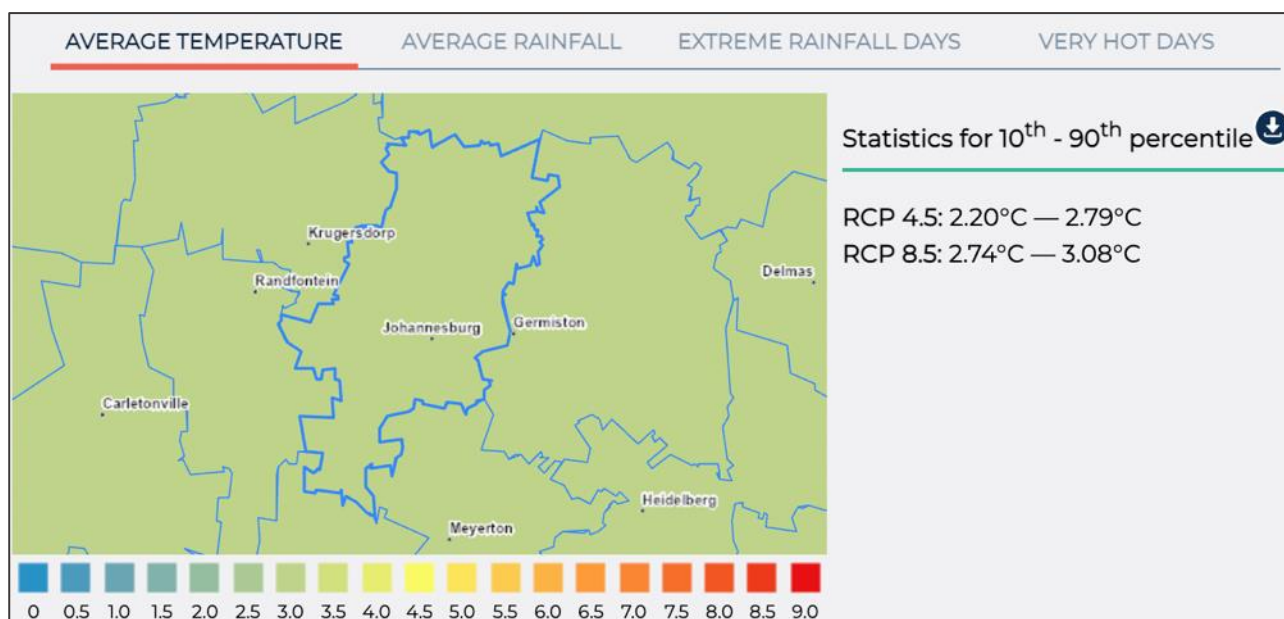 AVERAGE TEMPERATURE AVERAGE RAINFALL EXTREME RAINFALL DAYS VERY HOT DAYS
Statistics for 10th - 90th percentile
RCP 4.5: 2.20°C — 2.79°C
RCP 8.5: 2.74°C — 3.08°C
Krugersdorp
Randfontein
Delmas
Johannesburg
Germiston
Carletonville
Heidelberg
Meyerton
0 0.5 1.0 1.5 2.0 2.5 3.0 3.5 4.0 4.5 5.0 5.5 6.0 6.5 7.0 7.5 8.0 8.5 9.0